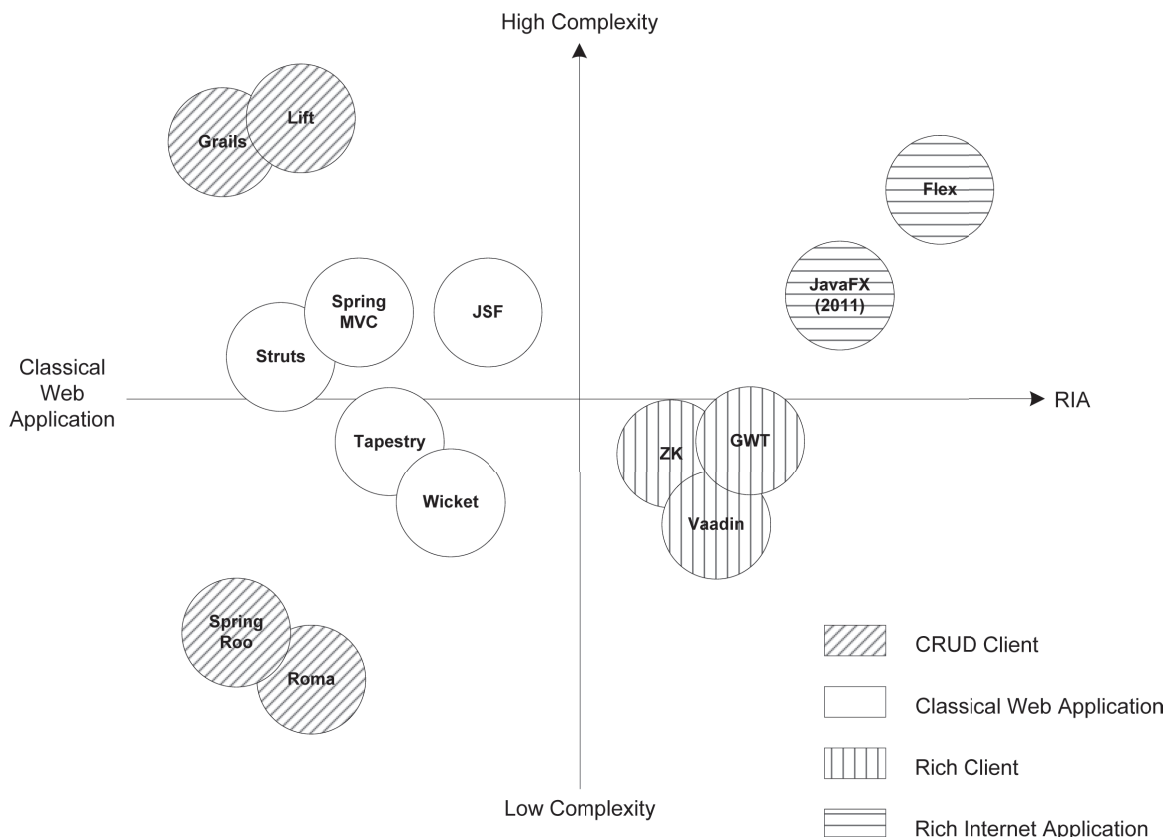 High Complexity
Lift
Grails
Flex
JavaFX
(2011)
Spring
MVC
JSF
Struts
Classical
Web
Application
RIA
Tapestry
GWT
ZK
Wicket
Vaadin
Spring
Roo
Roma
CRUD Client
Classical Web Application
Rich Client
Low Complexity
Rich Internet Application